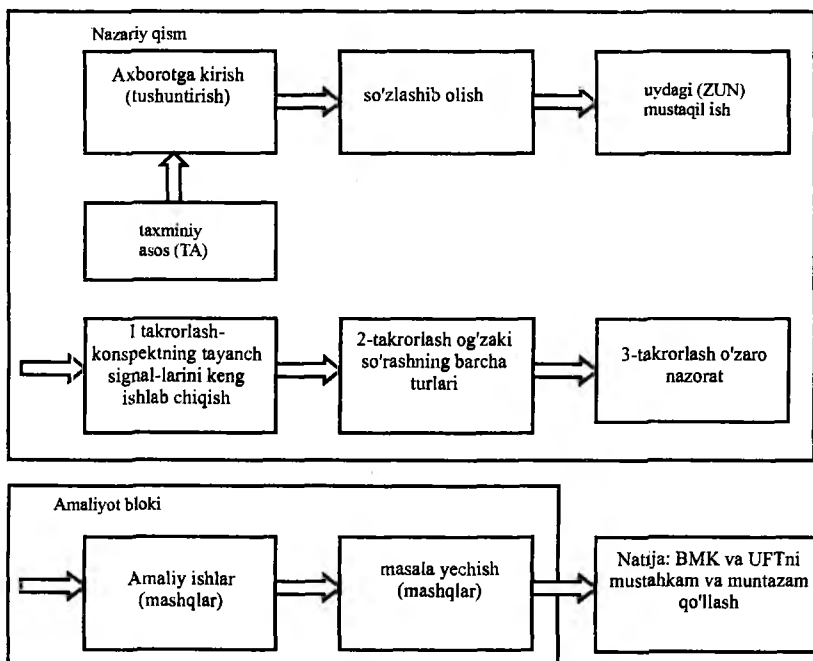 Nazariy qism
Axborotga kirish
(tushuntirish)
so'zlashib olish
uydagi (ZUN)
mustaqil ish
taxminiy
asos (TA)
I takrorlash-
konspektning tayanch
signal-larini keng
ishlab chiqish
2-takrorlash og'zaki
so'rashning barcha
turlari
3-takrorlash o'zaro
nazorat
Amaliyot bloki
Amaliy ishlar
(mashqlar)
masala yechish
(mashqlar)
Natija: BMK va UFTni
mustahkam va muntazam
qo'llash